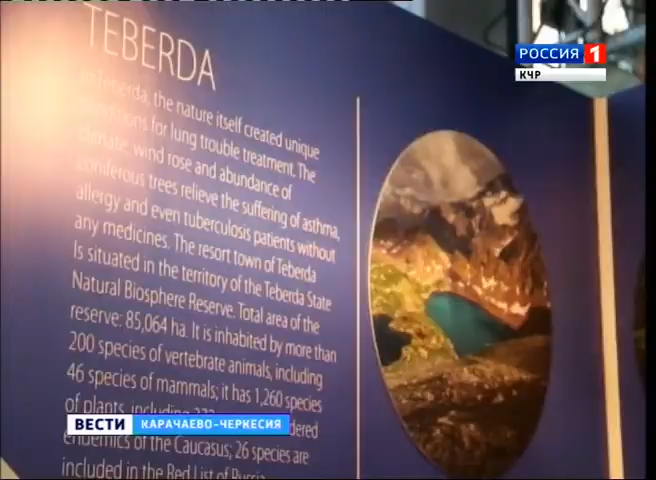 TEBERDA
In Teberda, the nature itself created unique
conditions for lung trouble treatment. The
climate, wind rose and abundance of
coniferous trees relieve the suffering of asthma,
allergy and even tuberculosis patients without
any medicines. The resort town of Teberda
Is situated in the territory of the Teberda State
Natural Biosphere Reserve. Total area of the
reserve: 85,064 ha. It is inhabited by more than
200 species of vertebrate animals, including
46 species of mammals; it has 1,260 species
of plants, including
endemics of the Caucasus; 26 species are
included in the Red List of Russia
РОССИЯ 1
КЧР
ВЕСТИ КАРАЧАЕВО-ЧЕРКЕСИЯ